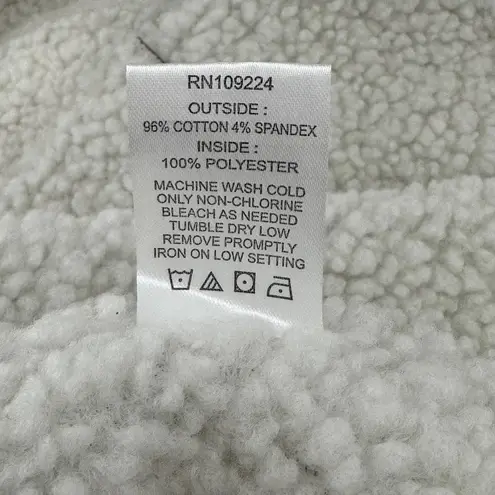 RN109224
OUTSIDE :
96% COTTON 4% SPANDEX
INSIDE :
100% POLYESTER
MACHINE WASH COLD
ONLY NON-CHLORINE
BLEACH AS NEEDED
TUMBLE DRY LOW
REMOVE PROMPTLY
IRON ON LOW SETTING